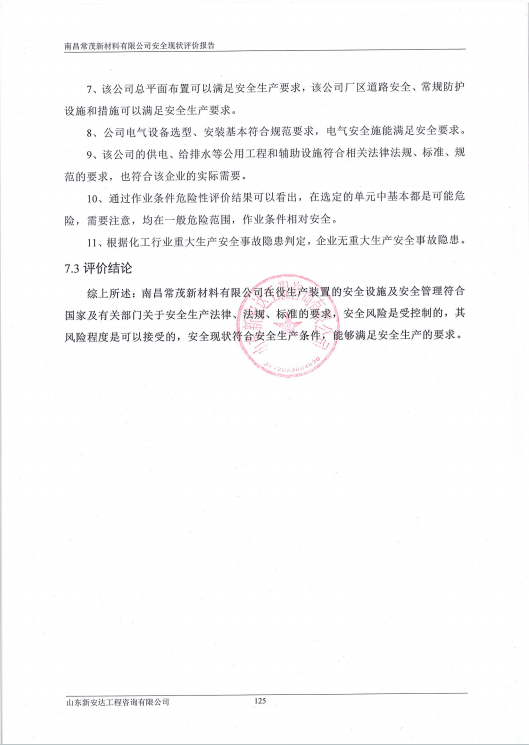 南昌常茂新材料有限公司安全现状评价报告
7、该公司总平面布置可以满足安全生产要求，该公司厂区道路安全、常规防护
设施和措施可以满足安全生产要求。
8、公司电气设备选型、安装基本符合规范要求，电气安全施能满足安全要求。
9、该公司的供电、给排水等公用工程和辅助设施符合相关法律法规、标准、规
范的要求，也符合该企业的实际需要。
10、通过作业条件危险性评价结果可以看出，在选定的单元中基本都是可能危
险，需要注意，均在一般危险范围，作业条件相对安全。
11、根据化工行业重大生产安全事故隐患判定，企业无重大生产安全事故隐患。
7.3 评价结论
综上所述：南昌常茂新材料有限公司在役生产装置的安全设施及安全管理符合
国家及有关部门关于安全生产法律、法规、标准的要求，安全风险是受控制的，其
风险程度是可以接受的，安全现状符合安全生产条件，能够满足安全生产的要求。
山东新安达工程咨询有限公司
125